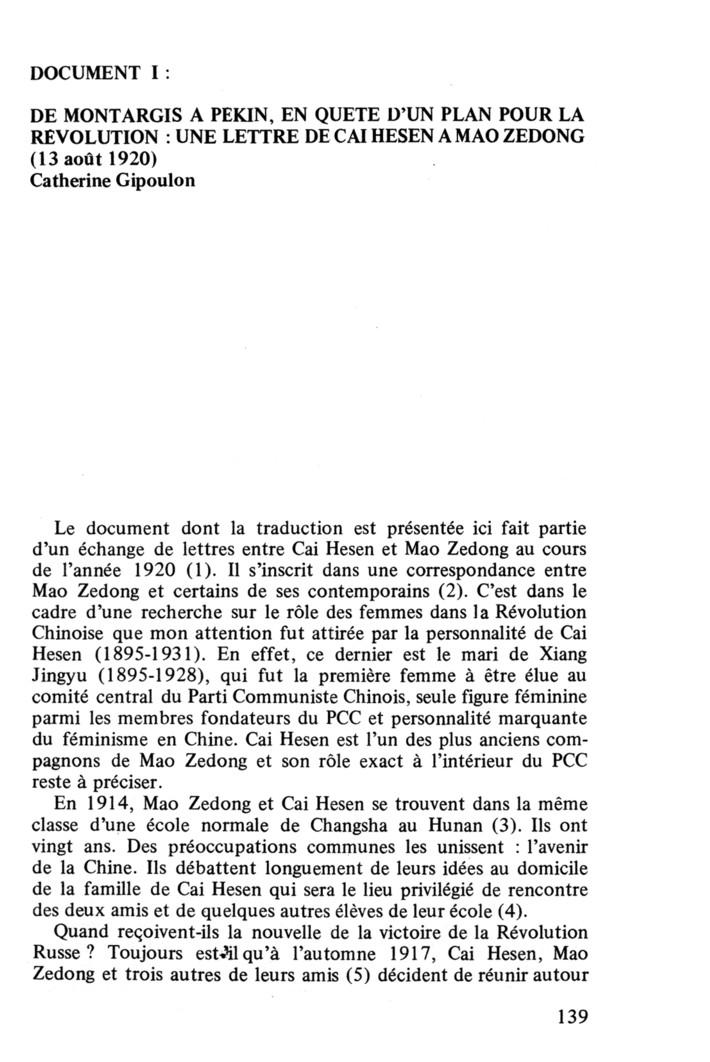 DOCUMENT I :
DE MONTARGIS A PEKIN, EN QUETE D'UN PLAN POUR LA
RÉVOLUTION : UNE LETTRE DE CAI HESEN A MAO ZEDONG
(13 août 1920)
Catherine Gipoulon
Le document dont la traduction est présentée ici fait partie
d'un échange de lettres entre Cai Hesen et Mao Zedong au cours
de l'année 1920 (1). Il s'inscrit dans une correspondance entre
Mao Zedong et certains de ses contemporains (2). C'est dans le
cadre d'une recherche sur le rôle des femmes dans la Révolution
Chinoise que mon attention fut attirée par la personnalité de Cai
Hesen (1895-1931). En effet, ce dernier est le mari de Xiang
Jingyu (1895-1928), qui fut la première femme à être élue au
comité central du Parti Communiste Chinois, seule figure féminine
parmi les membres fondateurs du PCC et personnalité marquante
du féminisme en Chine. Cai Hesen est l'un des plus anciens com-
pagnons de Mao Zedong et son rôle exact à l'intérieur du PCC
reste à préciser.
En 1914, Mao Zedong et Cai Hesen se trouvent dans la même
classe d'une école normale de Changsha au Hunan (3). Ils ont
vingt ans. Des préoccupations communes les unissent : l'avenir
de la Chine. Ils débattent longuement de leurs idées au domicile
de la famille de Cai Hesen qui sera le lieu privilégié de rencontre
des deux amis et de quelques autres élèves de leur école (4).
Quand reçoivent-ils la nouvelle de la victoire de la Révolution
Russe ? Toujours est-il qu'à l'automne 1917, Cai Hesen, Mao
Zedong et trois autres de leurs amis (5) décident de réunir autour
139